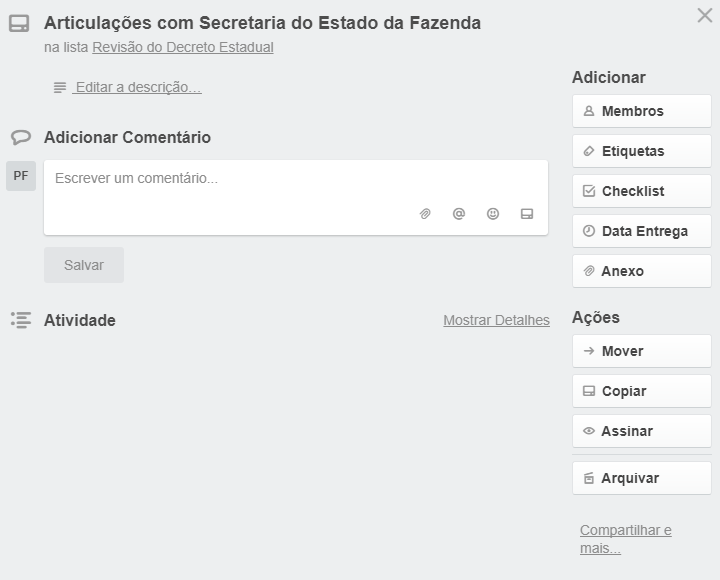 Articulações com Secretaria do Estado da Fazenda
na lista Revisão do Decreto Estadual
Editar a descrição...
Adicionar Comentário
PF
Escrever um comentário...
Salvar
Atividade
Mostrar Detalhes
Adicionar
Membros
Etiquetas
Checklist
Data Entrega
Anexo
Ações
Mover
Copiar
Assinar
Arquivar
Compartilhar e
mais...